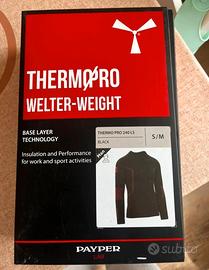 THERMOPRO
WELTER-WEIGHT
BASE LAYER
TECHNOLOGY
Insulation and Performance
for work and sport activities
THERMO PRO 240 LS
BLACK
S/M
PAYPER
subito